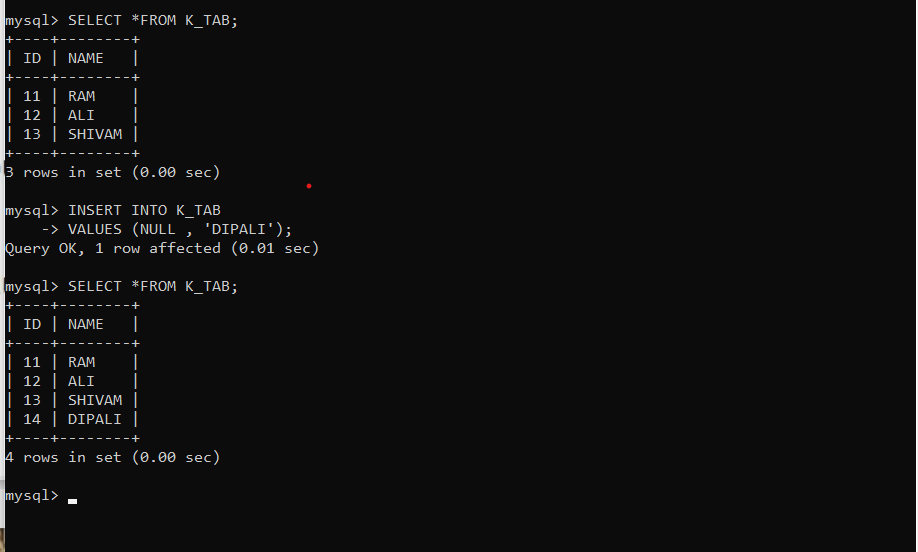 mysql> SELECT *FROM K_TAB;
+----+--------+
| ID | NAME   |
+----+--------+
| 11 | RAM    |
| 12 | ALI    |
| 13 | SHIVAM |
+----+--------+
3 rows in set (0.00 sec)
mysql> INSERT INTO K_TAB
    -> VALUES (NULL , 'DIPALI');
Query OK, 1 row affected (0.01 sec)
mysql> SELECT *FROM K_TAB;
+----+--------+
| ID | NAME   |
+----+--------+
| 11 | RAM    |
| 12 | ALI    |
| 13 | SHIVAM |
| 14 | DIPALI |
+----+--------+
4 rows in set (0.00 sec)
mysql>